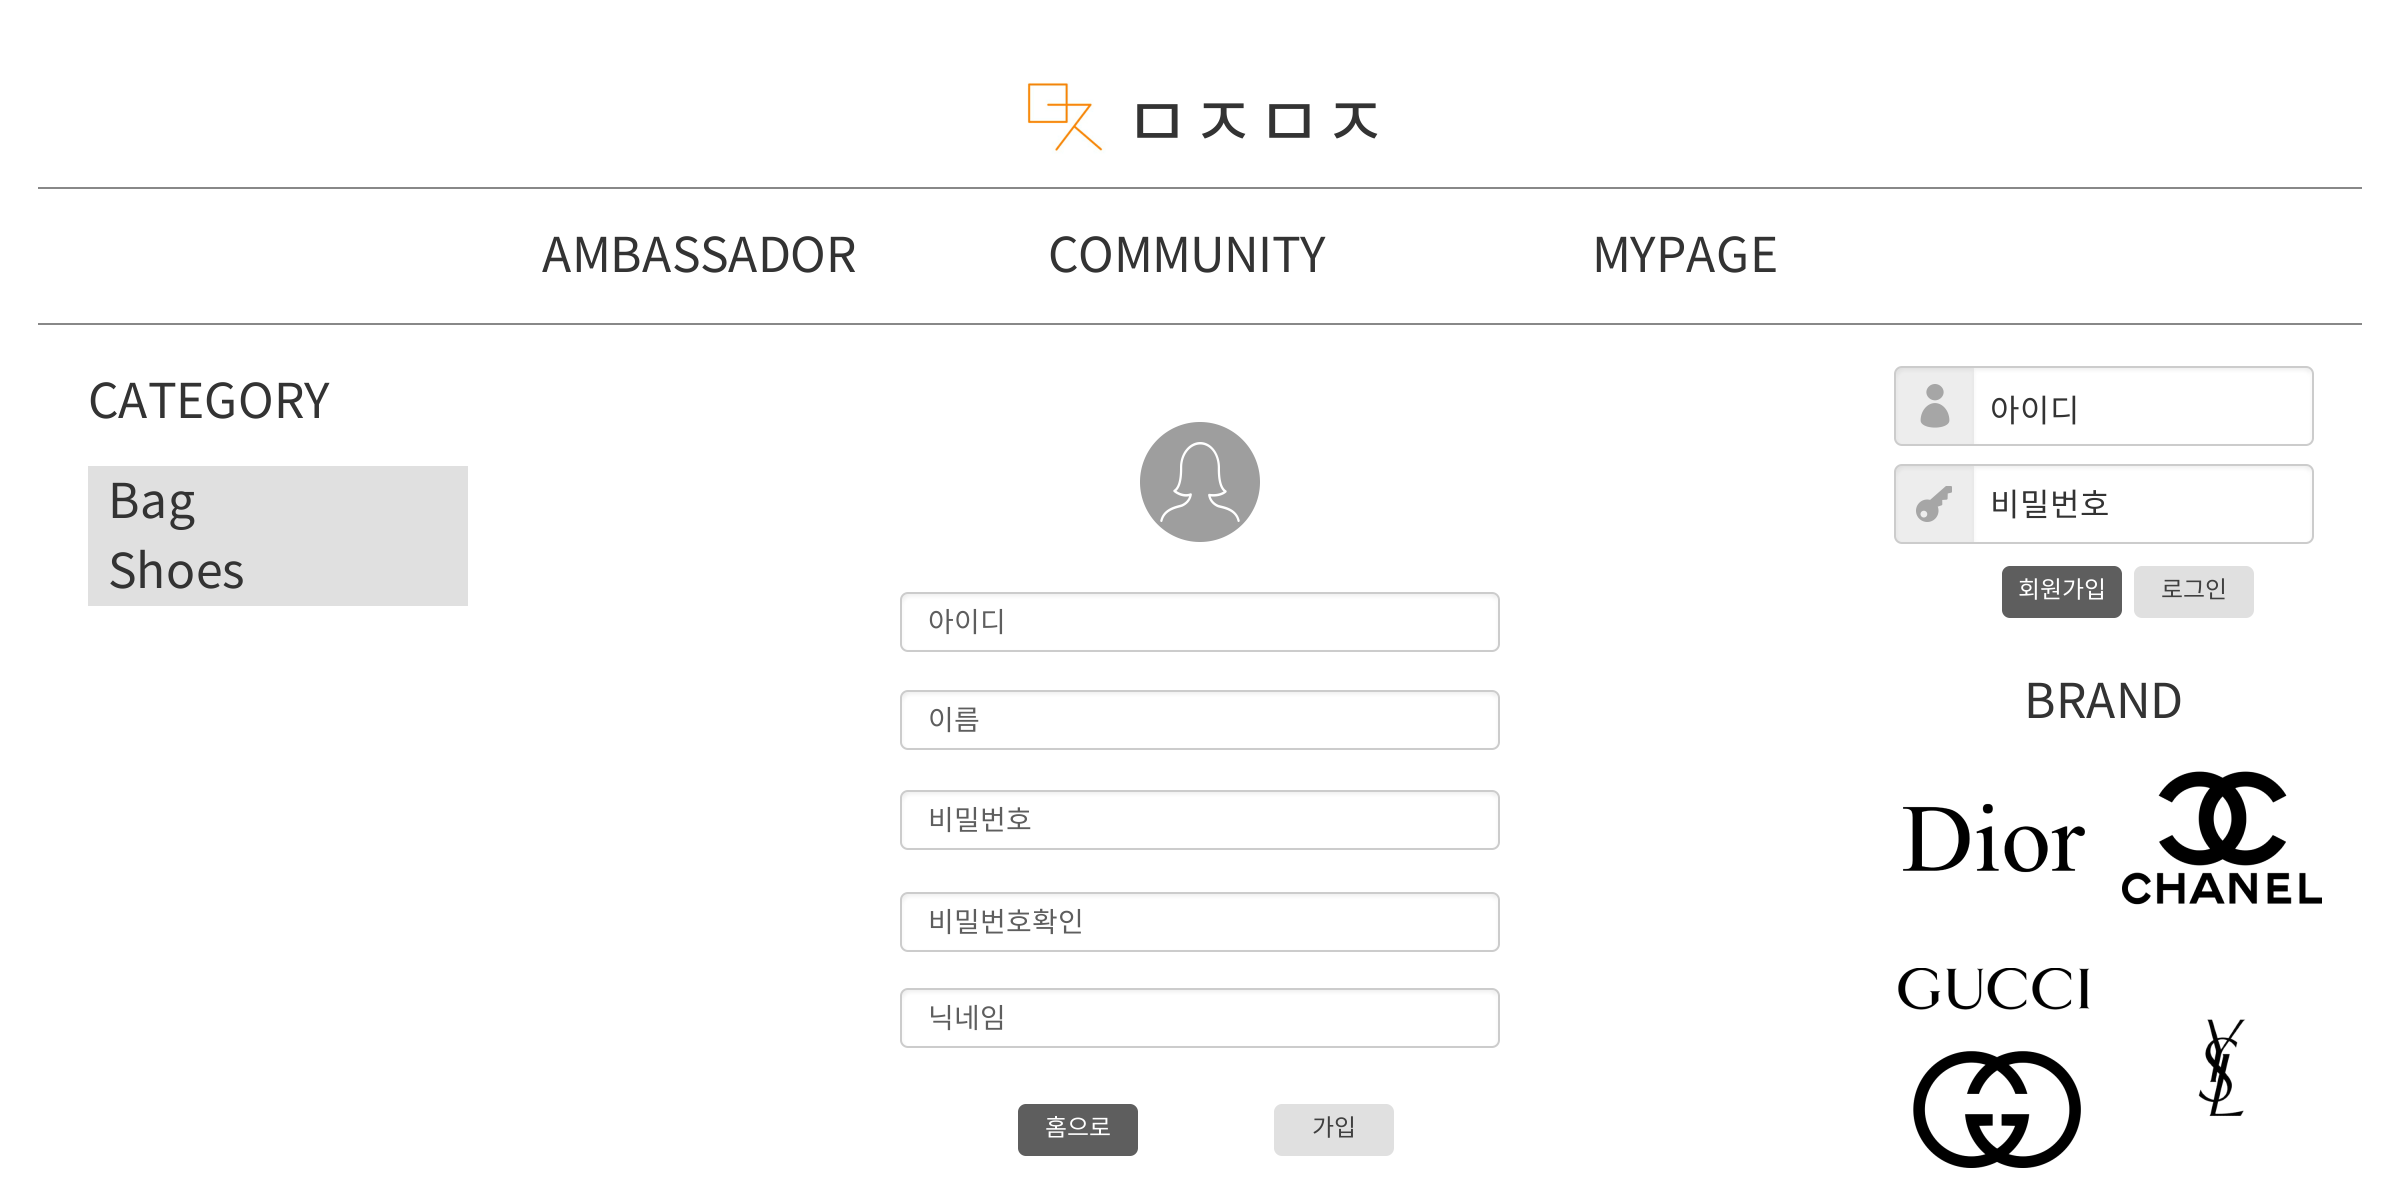 ㅁㅈㅁㅈ
AMBASSADOR COMMUNITY MYPAGE
CATEGORY
Bag
Shoes
아이디
이름
비밀번호
비밀번호확인
닉네임
홈으로 가입
아이디
비밀번호
회원가입 로그인
BRAND
Dior
CHANEL
GUCCI
YSL